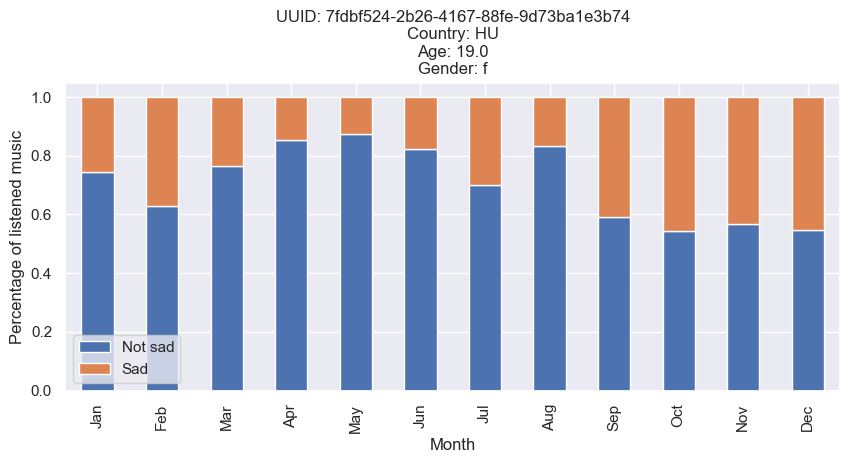 UUID: 7fdbf524-2b26-4167-88fe-9d73ba1e3b74
Country: HU
Age: 19.0
Gender: f
Percentage of listened music
1.0
0.8
0.6
0.4
0.2
0.0
Not sad
Sad
Jan
Feb
Mar
Apr
May
Jun
Jul
Aug
Sep
Oct
Nov
Dec
Month